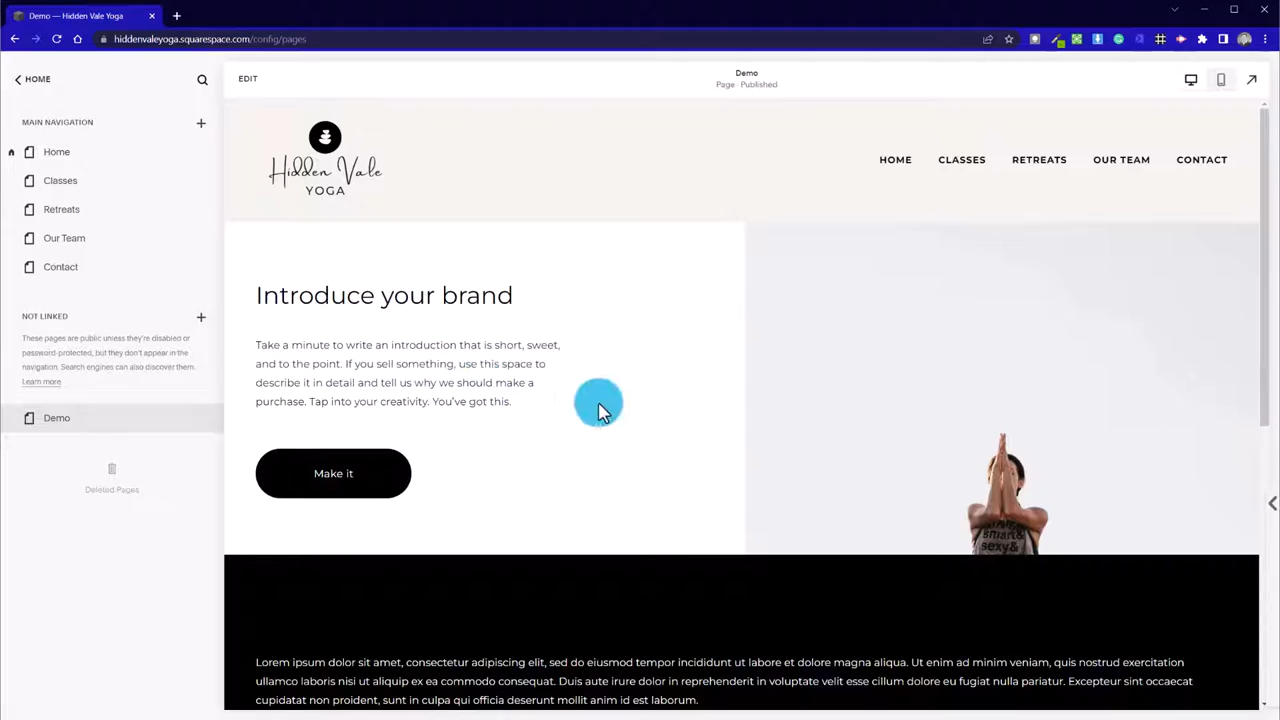 Demo — Hidden Vale Yoga
hiddenvaleyoga.squarespace.com/config/pages
HOME
MAIN NAVIGATION
Home
Classes
Retreats
Our Team
Contact
NOT LINKED
These pages are public unless they're disabled or
password-protected, but they don't appear in the
navigation. Search engines can also discover them.
Learn more
Demo
Deleted Pages
EDIT
Demo
Page · Published
Hidden Vale
YOGA
HOME CLASSES RETREATS OUR TEAM CONTACT
Introduce your brand
Take a minute to write an introduction that is short, sweet,
and to the point. If you sell something, use this space to
describe it in detail and tell us why we should make a
purchase. Tap into your creativity. You've got this.
Make it
smart&
sexy&
Lorem ipsum dolor sit amet, consectetur adipiscing elit, sed do eiusmod tempor incididunt ut labore et dolore magna aliqua. Ut enim ad minim veniam, quis nostrud exercitation
ullamco laboris nisi ut aliquip ex ea commodo consequat. Duis aute irure dolor in reprehenderit in voluptate velit esse cillum dolore eu fugiat nulla pariatur. Excepteur sint occaecat
cupidatat non proident, sunt in culpa qui officia deserunt mollit anim id est laborum.